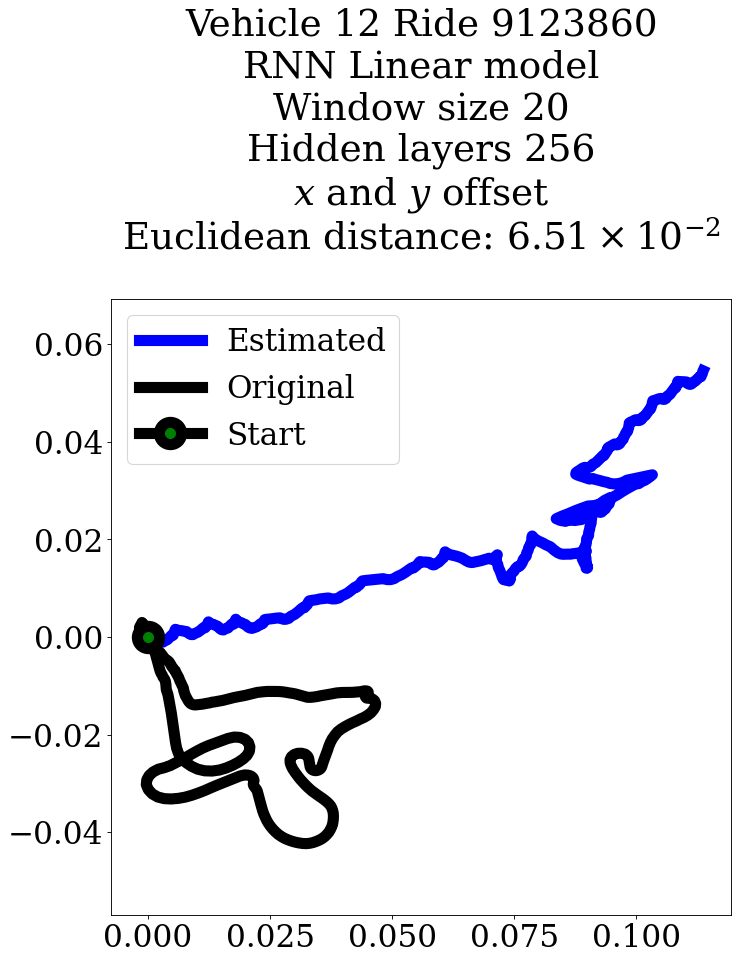 Vehicle 12 Ride 9123860
RNN Linear model
Window size 20
Hidden layers 256
x and y offset
Euclidean distance: 6.51 × 10⁻²
Estimated
Original
Start
0.06
0.04
0.02
0.00
−0.02
−0.04
0.000 0.025 0.050 0.075 0.100